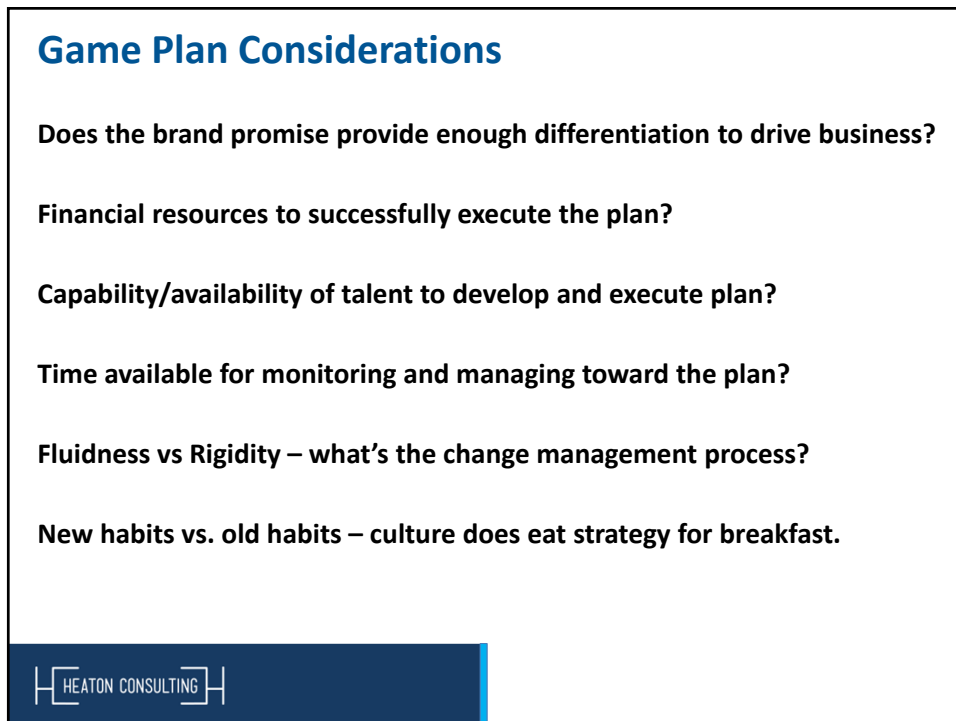 Game Plan Considerations
Does the brand promise provide enough differentiation to drive business?
Financial resources to successfully execute the plan?
Capability/availability of talent to develop and execute plan?
Time available for monitoring and managing toward the plan?
Fluidness vs Rigidity – what’s the change management process?
New habits vs. old habits – culture does eat strategy for breakfast.
HEATON CONSULTING